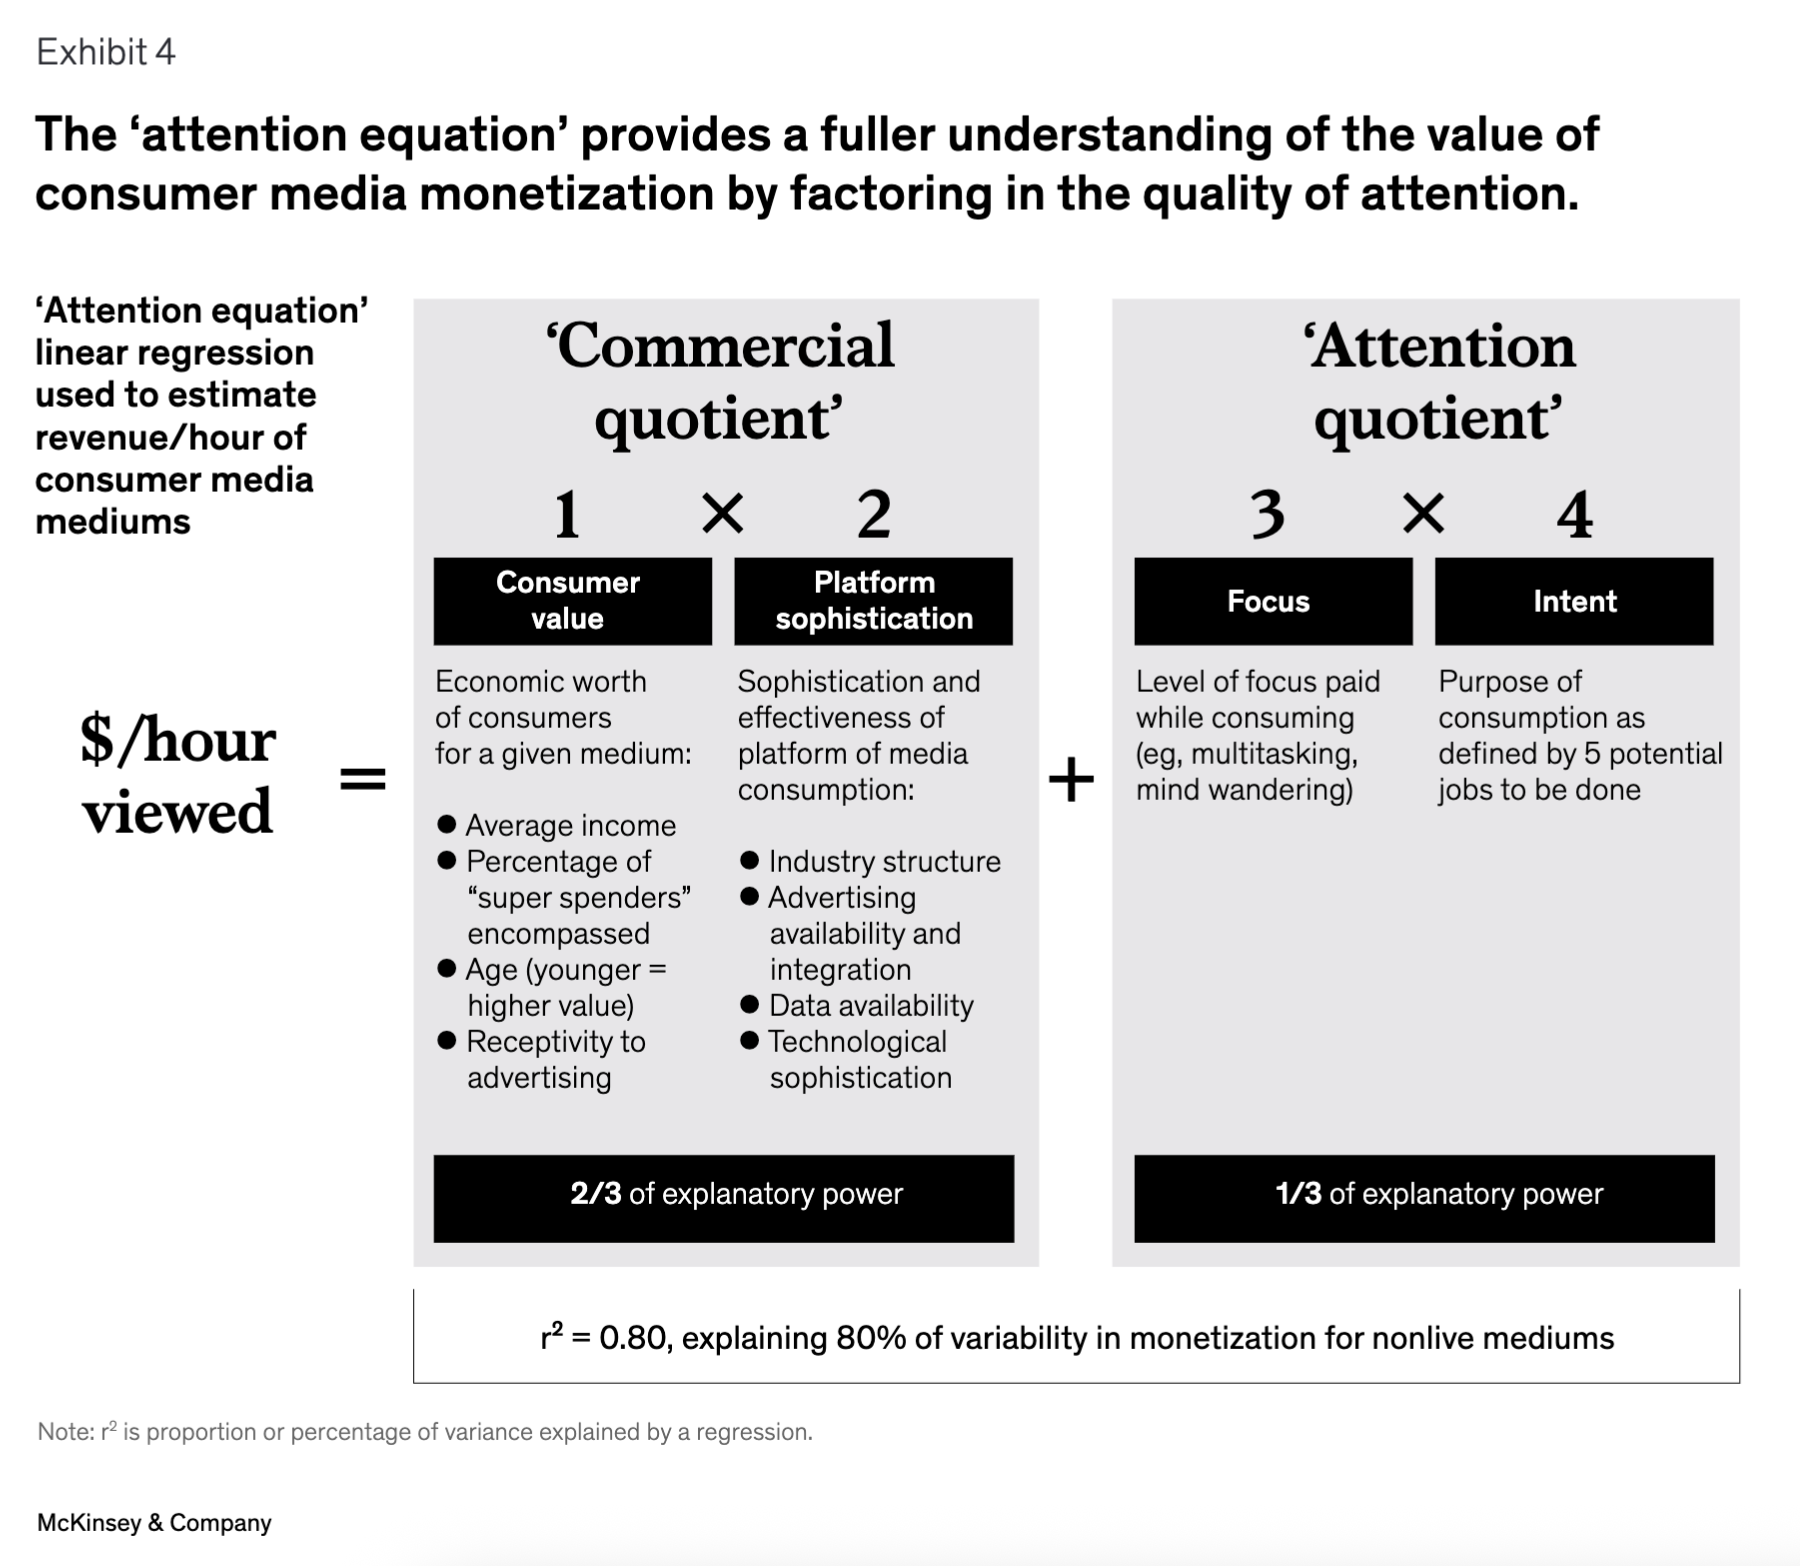 Exhibit 4
The ‘attention equation’ provides a fuller understanding of the value of
consumer media monetization by factoring in the quality of attention.
‘Attention equation’
linear regression
used to estimate
revenue/hour of
consumer media
mediums
$/hour
viewed
=
‘Commercial
quotient’
1 × 2
Consumer
value
Economic worth
of consumers
for a given medium:
● Average income
● Percentage of
“super spenders”
encompassed
● Age (younger =
higher value)
● Receptivity to
advertising
Platform
sophistication
Sophistication and
effectiveness of
platform of media
consumption:
● Industry structure
● Advertising
availability and
integration
● Data availability
● Technological
sophistication
2/3 of explanatory power
+
‘Attention
quotient’
3 × 4
Focus
Level of focus paid
while consuming
(eg, multitasking,
mind wandering)
Intent
Purpose of
consumption as
defined by 5 potential
jobs to be done
1/3 of explanatory power
r² = 0.80, explaining 80% of variability in monetization for nonlive mediums
Note: r² is proportion or percentage of variance explained by a regression.
McKinsey & Company